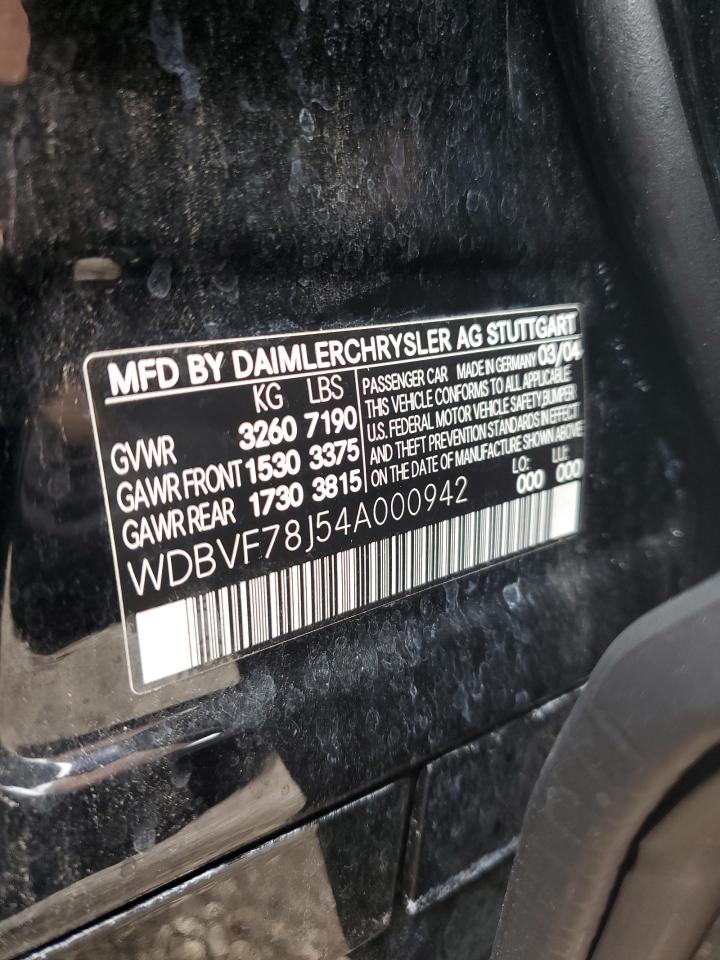 MFD BY DAIMLERCHRYSLER AG STUTTGART
KG LBS
GVWR 3260 7190
GAWR FRONT 1530 3375
GAWR REAR 1730 3815
PASSENGER CAR MADE IN GERMANY 03/04
THIS VEHICLE CONFORMS TO ALL APPLICABLE
U.S. FEDERAL MOTOR VEHICLE SAFETY, BUMPER,
AND THEFT PREVENTION STANDARDS IN EFFECT
ON THE DATE OF MANUFACTURE SHOWN ABOVE
LO: LU:
000 000
WDBVF78J54A000942